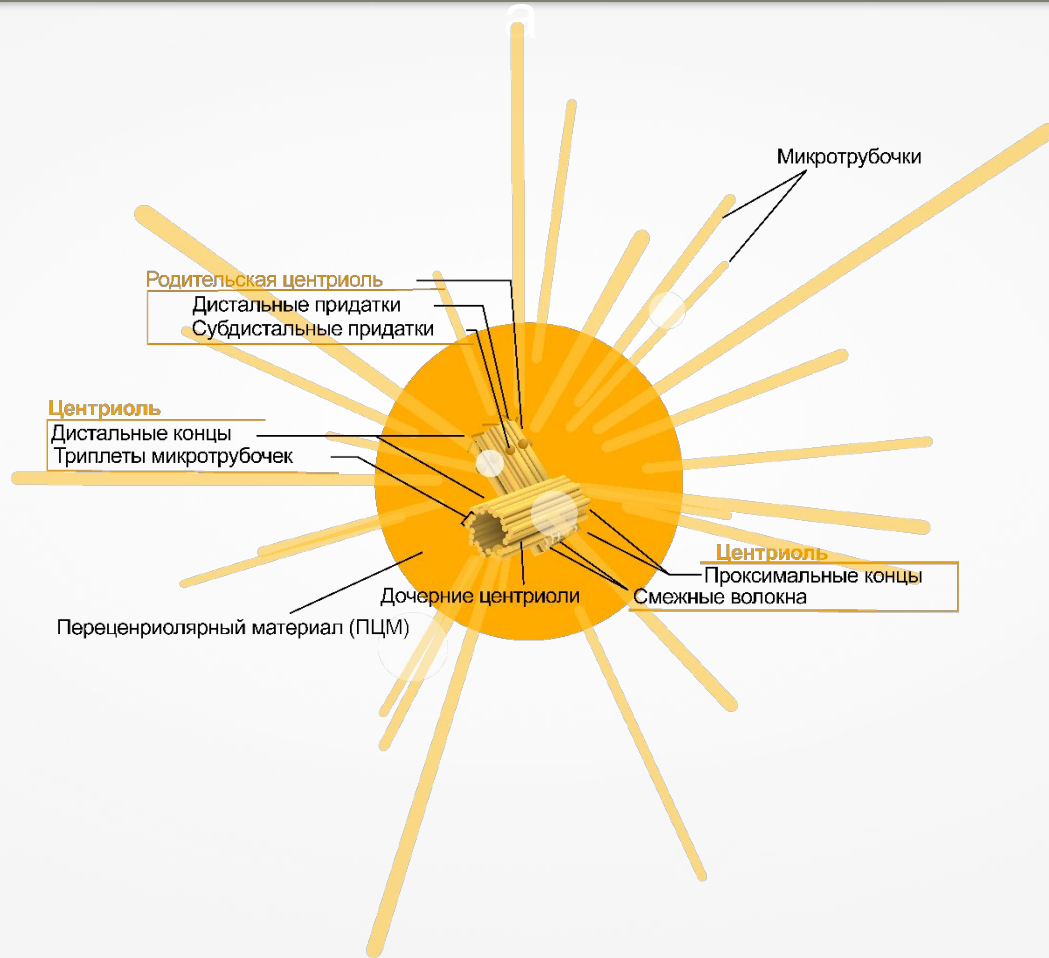 a
Микротрубочки
Родительская центриоль
Дистальные придатки
Субдистальные придатки
Центриоль
Дистальные концы
Триплеты микротрубочек
Центриоль
Проксимальные концы
Смежные волокна
Дочерние центриоли
Переценриолярный материал (ПЦМ)